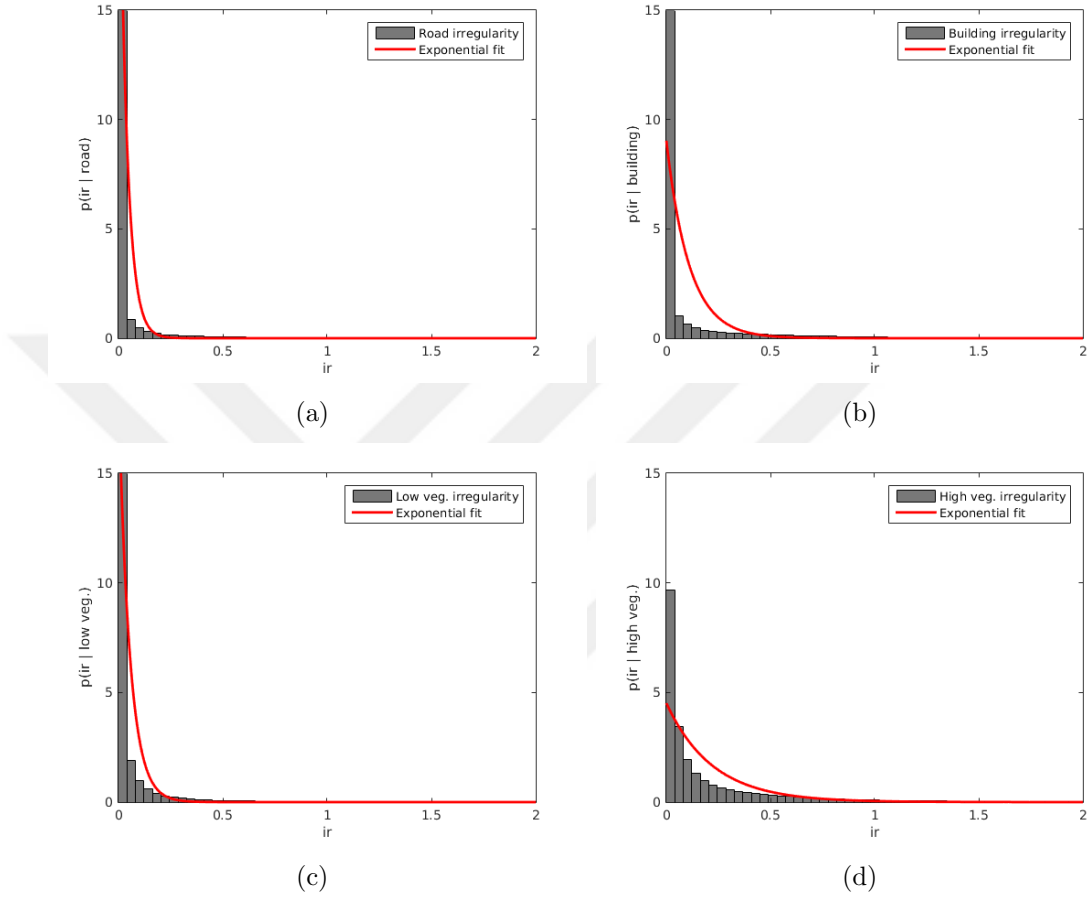 15
10
5
0
p(ir | road)
Road irregularity
Exponential fit
0 0.5 1 1.5 2
ir
(a)
15
10
5
0
p(ir | building)
Building irregularity
Exponential fit
0 0.5 1 1.5 2
ir
(b)
15
10
5
0
p(ir | low veg.)
Low veg. irregularity
Exponential fit
0 0.5 1 1.5 2
ir
(c)
15
10
5
0
p(ir | high veg.)
High veg. irregularity
Exponential fit
0 0.5 1 1.5 2
ir
(d)